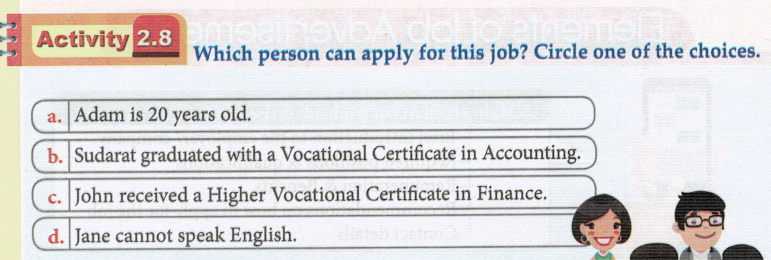 Activity 2.8
Which person can apply for this job? Circle one of the choices.
a. Adam is 20 years old.
b. Sudarat graduated with a Vocational Certificate in Accounting.
c. John received a Higher Vocational Certificate in Finance.
d. Jane cannot speak English.